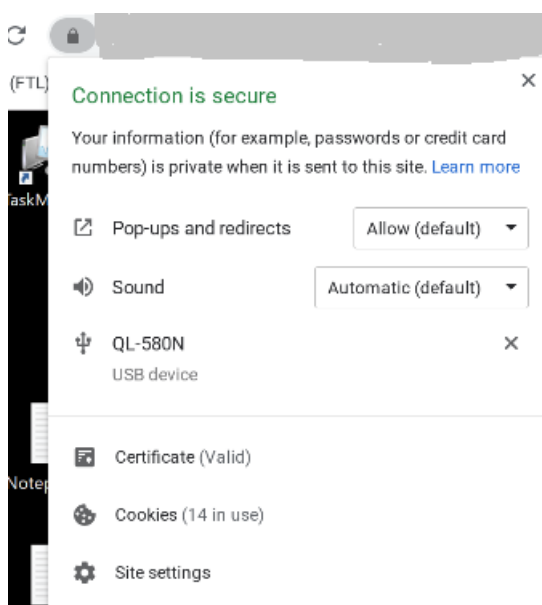 (FTL)
Connection is secure
Your information (for example, passwords or credit card
numbers) is private when it is sent to this site. Learn more
Pop-ups and redirects Allow (default)
Sound Automatic (default)
QL-580N
USB device
Certificate (Valid)
Cookies (14 in use)
Site settings
TaskM
Notep